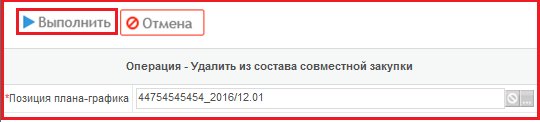 Выполнить Отмена
Операция - Удалить из состава совместной закупки
*Позиция плана-графика 44754545454_2016/12.01 ...